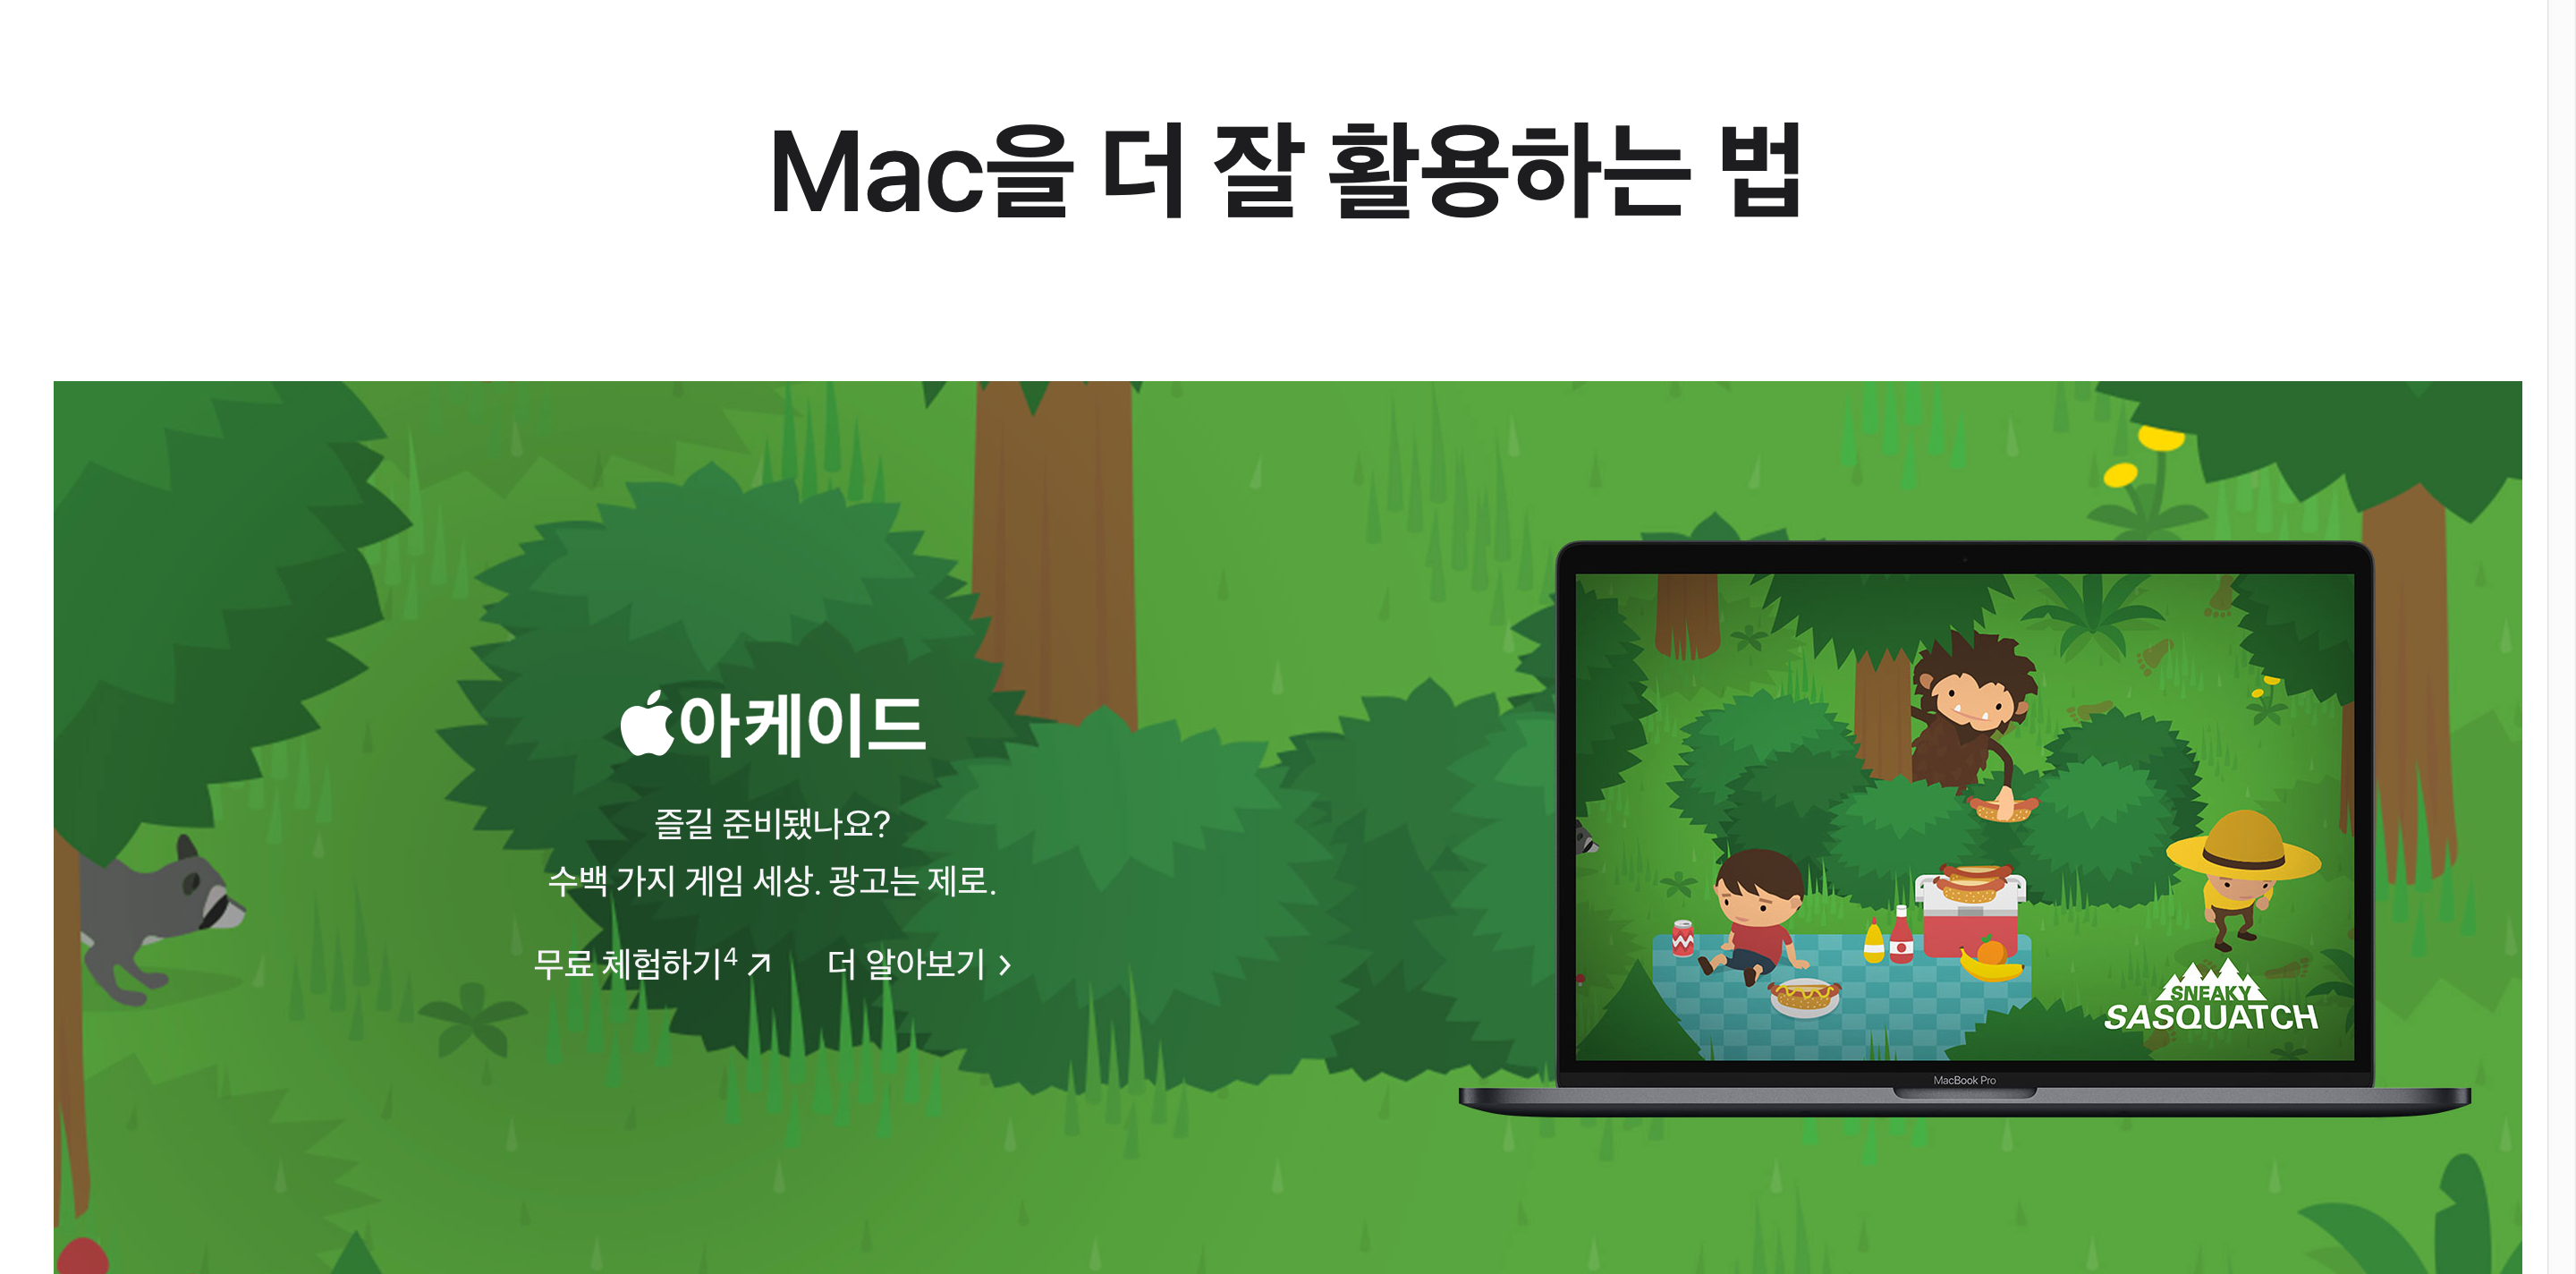 Mac을 더 잘 활용하는 법
아케이드
즐길 준비됐나요?
수백 가지 게임 세상. 광고는 제로.
무료 체험하기4 ↗ 더 알아보기 >
SNEAKY
SASQUATCH
MacBook Pro